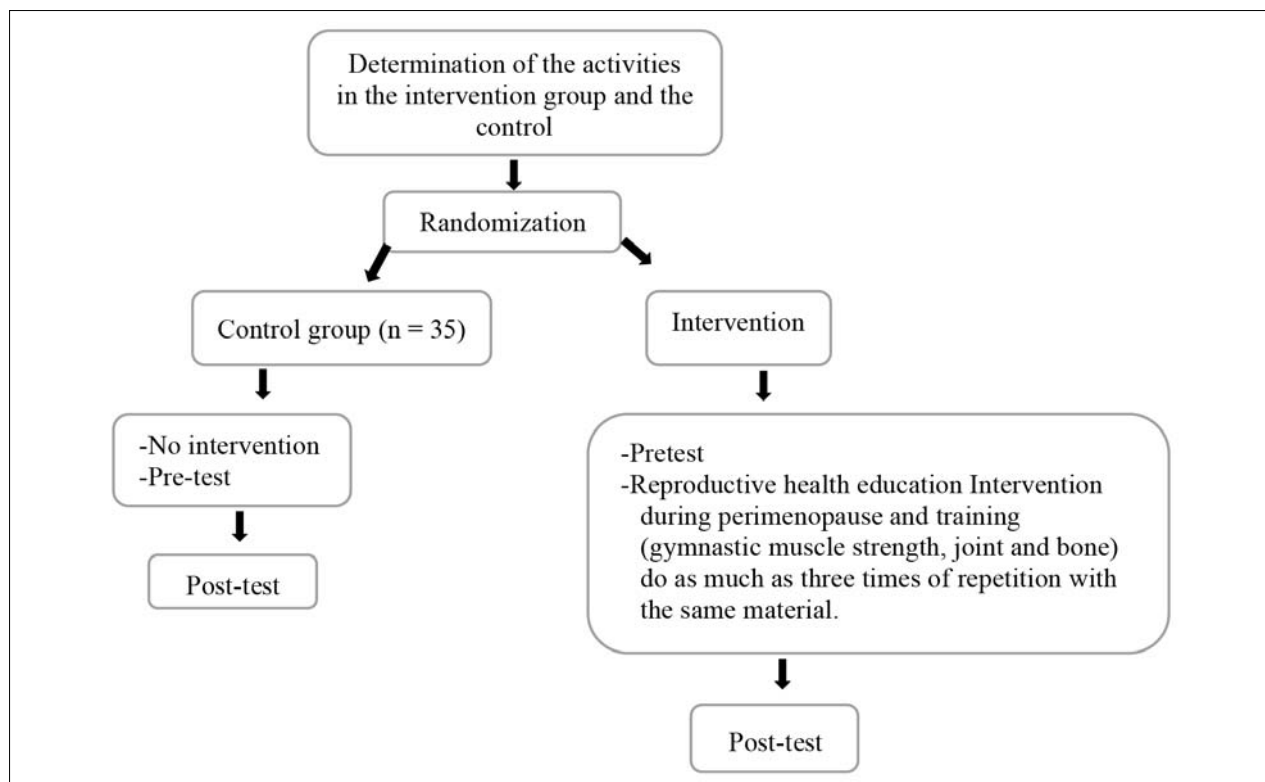 Determination of the activities
in the intervention group and the
control
Randomization
Control group (n = 35)
Intervention
-No intervention
-Pre-test
-Pretest
-Reproductive health education Intervention
during perimenopause and training
(gymnastic muscle strength, joint and bone)
do as much as three times of repetition with
the same material.
Post-test
Post-test